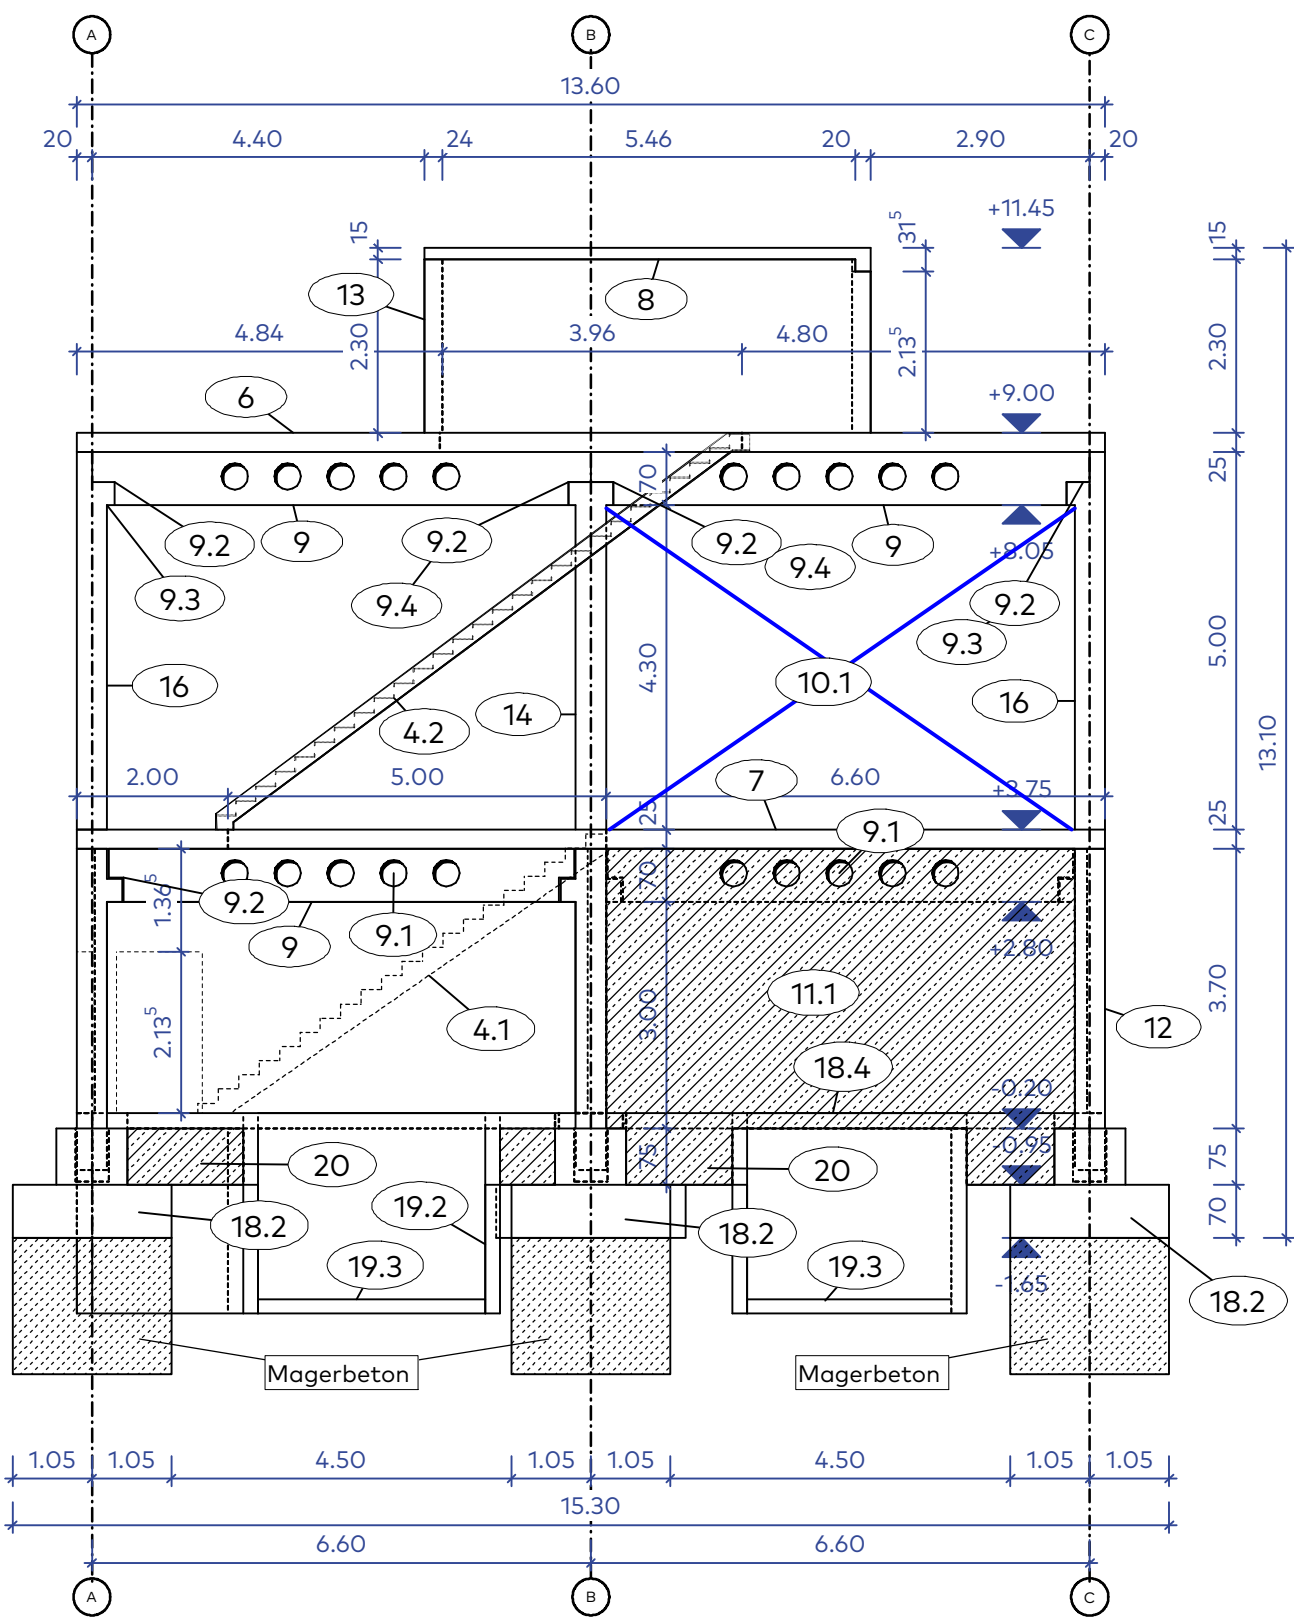 A B C
13.60
20 4.40 24 5.46 20 2.90 20
+11.45
15 31⁵ 15
13 8
4.84 3.96 4.80
2.30 2.13⁵ 2.30
+9.00
6
70 25
9.2 9 9.2 9.2 9 +8.05
9.4
9.3 9.4 9.2
9.3
4.30 5.00
16 10.1 16
4.2 14
13.10
2.00 5.00 7 6.60 +3.75
25 9.1 25
1.36⁵ 9.2 70
9 9.1 +2.80
11.1 3.70
2.13⁵ 4.1 3.00 12
18.4 -0.20
20 75 20 -0.95 75
18.2 19.2 18.2 70
19.3 19.3 -1.65
18.2
Magerbeton Magerbeton
1.05 1.05 4.50 1.05 1.05 4.50 1.05 1.05
15.30
6.60 6.60
A B C